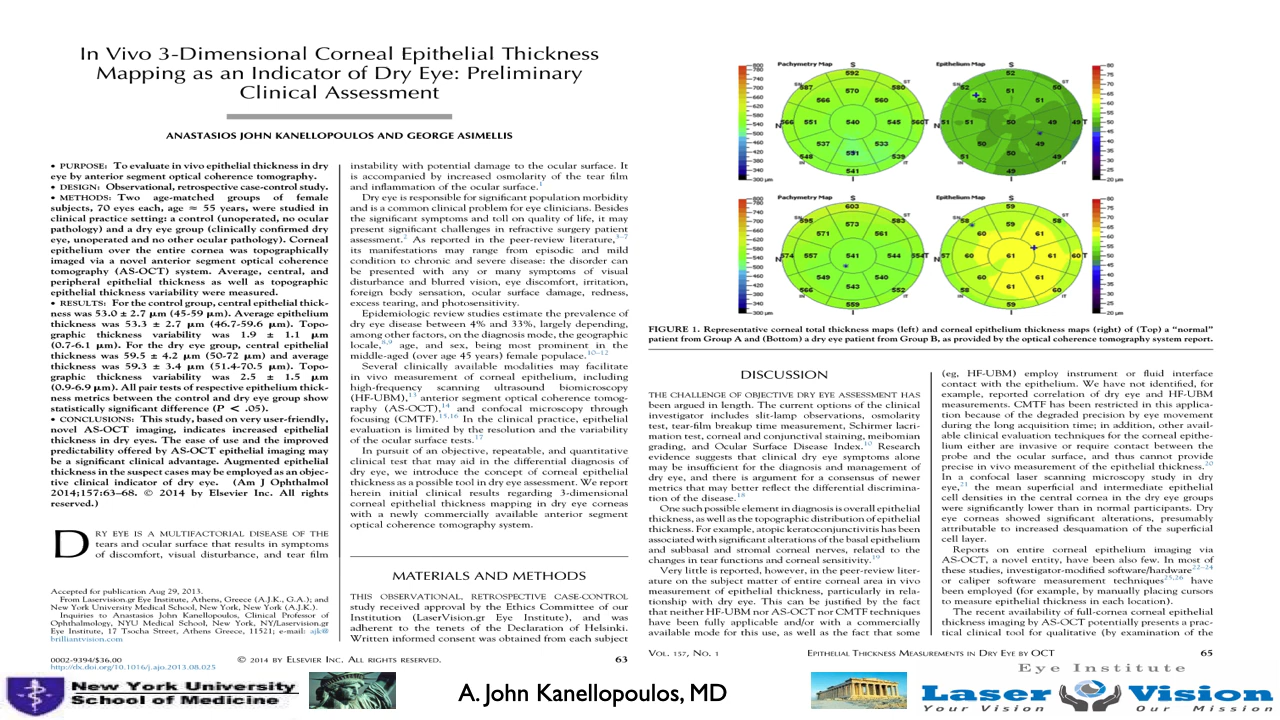 In Vivo 3-Dimensional Corneal Epithelial Thickness
Mapping as an Indicator of Dry Eye: Preliminary
Clinical Assessment
ANASTASIOS JOHN KANELLOPOULOS AND GEORGE ASIMELLIS
• PURPOSE: To evaluate in vivo epithelial thickness in dry
eye by anterior segment optical coherence tomography.
• DESIGN: Observational, retrospective case-control study.
• METHODS: Two age-matched groups of female
subjects, 70 eyes each, age ≈ 55 years, were studied in
clinical practice setting: a control (unoperated, no ocular
pathology) and a dry eye group (clinically confirmed dry
eye, unoperated and no other ocular pathology). Corneal
epithelium over the entire cornea was topographically
imaged via a novel anterior segment optical coherence
tomography (AS-OCT) system. Average, central, and
peripheral epithelial thickness as well as topographic
epithelial thickness variability were measured.
• RESULTS: For the control group, central epithelial thick-
ness was 53.0 ± 2.7 μm (45-59 μm). Average epithelial
thickness was 53.3 ± 2.7 μm (46.7-59.6 μm). Topo-
graphic thickness variability was 1.9 ± 1.1 μm
(0.7-6.1 μm). For the dry eye group, central epithelial
thickness was 59.5 ± 4.2 μm (50-72 μm) and average
thickness was 59.3 ± 3.4 μm (51.4-70.5 μm). Topo-
graphic thickness variability was 2.5 ± 1.5 μm
(0.9-6.9 μm). All pair tests of respective epithelium thick-
ness metrics between the control and dry eye group show
statistically significant difference (P < .05).
• CONCLUSIONS: This study, based on very user-friendly,
novel AS-OCT imaging, indicates increased epithelial
thickness in dry eyes. The ease of use and the improved
predictability offered by AS-OCT epithelial imaging may
be a significant clinical advantage. Augmented epithelial
thickness in the suspect cases may be employed as an objec-
tive clinical indicator of dry eye. (Am J Ophthalmol
2014;157:63–68. © 2014 by Elsevier Inc. All rights
reserved.)
DRY EYE IS A MULTIFACTORIAL DISEASE OF THE
tears and ocular surface that results in symptoms
of discomfort, visual disturbance, and tear film
Accepted for publication Aug 29, 2013.
From Laservision.gr Eye Institute, Athens, Greece (A.J.K., G.A.); and
New York University Medical School, New York, NY (A.J.K.).
Inquiries to Anastasios John Kanellopoulos, Clinical Professor of
Ophthalmology, NYU Medical School, New York, NY/Laservision.gr
Eye Institute, 17 Tsocha Street, Athens Greece, 11521; e-mail: ajk@
brilliantvision.com
instability with potential damage to the ocular surface. It
is accompanied by increased osmolarity of the tear film
and inflammation of the ocular surface.1
Dry eye is responsible for significant population morbidity
and is a common clinical problem for eye clinicians. Besides
the significant symptoms and toll on quality of life, it may
present significant challenges in refractive surgery patient
assessment.2 As reported in the peer-review literature,3–7
its manifestations may range from episodic and mild
condition to chronic and severe disease: the disorder can
be presented with any or many symptoms of visual
disturbance and blurred vision, eye discomfort, irritation,
foreign body sensation, ocular surface damage, redness,
excess tearing, and photosensitivity.
Epidemiologic review studies estimate the prevalence of
dry eye disease between 4% and 33%, largely depending,
among other factors, on the diagnosis mode, the geographic
locale,8,9 age, and sex, being most prominent in the
middle-aged (over age 45 years) female populace.10–12
Several clinically available modalities may facilitate
in vivo measurement of corneal epithelium, including
high-frequency scanning ultrasound biomicroscopy
(HF-UBM),13 anterior segment optical coherence tomog-
raphy (AS-OCT),14 and confocal microscopy through
focusing (CMTF).15,16 In the clinical practice, epithelial
evaluation is limited by the resolution and the variability
of the ocular surface tests.17
In pursuit of an objective, repeatable, and quantitative
clinical test that may aid in the differential diagnosis of
dry eye, we introduce the concept of corneal epithelial
thickness as a possible tool in dry eye assessment. We report
herein initial clinical results regarding 3-dimensional
corneal epithelial thickness mapping in dry eye corneas
with a newly commercially available anterior segment
optical coherence tomography system.
MATERIALS AND METHODS
THIS OBSERVATIONAL, RETROSPECTIVE CASE-CONTROL
study received approval by the Ethics Committee of our
Institution (LaserVision.gr Eye Institute), and was
adherent to the tenets of the Declaration of Helsinki.
Written informed consent was obtained from each subject
0002-9394/$36.00
http://dx.doi.org/10.1016/j.ajo.2013.08.025
© 2014 BY ELSEVIER INC. ALL RIGHTS RESERVED.
63
Pachymetry Map
Epithelium Map
FIGURE 1. Representative corneal total thickness maps (left) and corneal epithelium thickness maps (right) of (Top) a “normal”
patient from Group A and (Bottom) a dry eye patient from Group B, as provided by the optical coherence tomography system report.
DISCUSSION
THE CHALLENGE OF OBJECTIVE DRY EYE ASSESSMENT HAS
been argued in length. The current options of the clinical
investigator includes slit-lamp observations, osmolarity
test, tear-film breakup time measurement, Schirmer lacri-
mation test, corneal and conjunctival staining, meibomian
grading, and Ocular Surface Disease Index.10 Research
evidence suggests that clinical dry eye symptoms alone
may be insufficient for the diagnosis and management of
dry eye, and there is argument for a consensus of newer
metrics that may better reflect the differential discrimina-
tion of the disease.18
One such possible element in diagnosis is overall epithelial
thickness, as well as the topographic distribution of epithelial
thickness. For example, atopic keratoconjunctivitis has been
associated with significant alterations of the basal epithelium
and subbasal and stromal corneal nerves, related to the
changes in tear functions and corneal sensitivity.19
Very little is reported, however, in the peer-review liter-
ature on the subject matter of entire corneal area in vivo
measurement of epithelial thickness, particularly in rela-
tionship with dry eye. This can be justified by the fact
that neither HF-UBM nor AS-OCT nor CMTF techniques
have been fully applicable and/or with a commercially
available mode for this use, as well as the fact that some
(eg, HF-UBM) employ instrument or fluid interface
contact with the epithelium. We have not identified, for
example, reported correlation of dry eye and HF-UBM
measurements. CMTF has been restricted in this applica-
tion because of the degraded precision by eye movement
during the long acquisition time; in addition, other avail-
able clinical evaluation techniques for the corneal epithe-
lium either are invasive or require contact between the
probe and the ocular surface, and thus cannot provide
precise in vivo measurement of the epithelial thickness.20
In a confocal laser scanning microscopy study in dry
eye,21 the mean superficial and intermediate epithelial
cell densities in the central cornea in the dry eye groups
were significantly lower than in normal participants. Dry
eye corneas showed significant alterations, presumably
attributable to increased desquamation of the superficial
cell layer.
Reports on entire corneal epithelium imaging via
AS-OCT, a novel entity, have been also few. In most of
these studies, investigator-modified software/hardware22–24
or caliper software measurement techniques25,26 have
been employed (for example, by manually placing cursors
to measure epithelial thickness in each location).
The recent availability of full-cornea corneal epithelial
thickness imaging by AS-OCT potentially presents a prac-
tical clinical tool for qualitative (by examination of the
VOL. 157, NO. 1
EPITHELIAL THICKNESS MEASUREMENTS IN DRY EYE BY OCT
65
New York University
School of Medicine
A. John Kanellopoulos, MD
Eye Institute
Laser Vision
Your Vision Our Mission